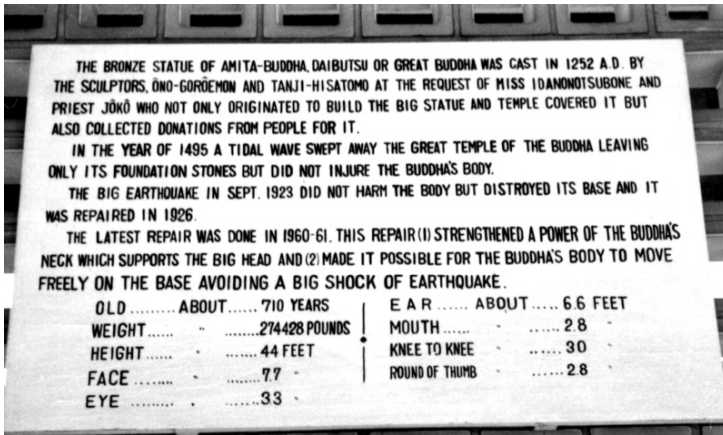 THE BRONZE STATUE OF AMITA-BUDDHA, DAIBUTSU OR GREAT BUDDHA WAS CAST IN 1252 A.D. BY
THE SCULPTORS, ŌNO-GORŌEMON AND TANJI-HISATOMO AT THE REQUEST OF MISS IDANONOTSUBONE AND
PRIEST JŌKŌ WHO NOT ONLY ORIGINATED TO BUILD THE BIG STATUE AND TEMPLE COVERED IT BUT
ALSO COLLECTED DONATIONS FROM PEOPLE FOR IT.
IN THE YEAR OF 1495 A TIDAL WAVE SWEPT AWAY THE GREAT TEMPLE OF THE BUDDHA LEAVING
ONLY ITS FOUNDATION STONES BUT DID NOT INJURE THE BUDDHA'S BODY.
THE BIG EARTHOUAKE IN SEPT. 1923 DID NOT HARM THE BODY BUT DISTROYED ITS BASE AND IT
WAS REPAIRED IN 1926.
THE LATEST REPAIR WAS DONE IN 1960-61. THIS REPAIR (1) STRENGTHENED A POWER OF THE BUDDHA'S
NECK WHICH SUPPORTS THE BIG HEAD AND (2) MADE IT POSSIBLE FOR THE BUDDHA'S BODY TO MOVE
FREELY ON THE BASE AVOIDING A BIG SHOCK OF EARTHQUAKE.
OLD ......... ABOUT ...... 710 YEARS
WEIGHT ...... " ........ 274428 POUNDS
HEIGHT ...... " ....... 44 FEET
FACE ........ " ......... 7.7 "
EYE ......... " ....... 3.3 "
EAR ...... ABOUT ..... 6.6 FEET
MOUTH ...... " ...... 2.8 "
KNEE TO KNEE " ...... 30 "
ROUND OF THUMB " ...... 2.8 "